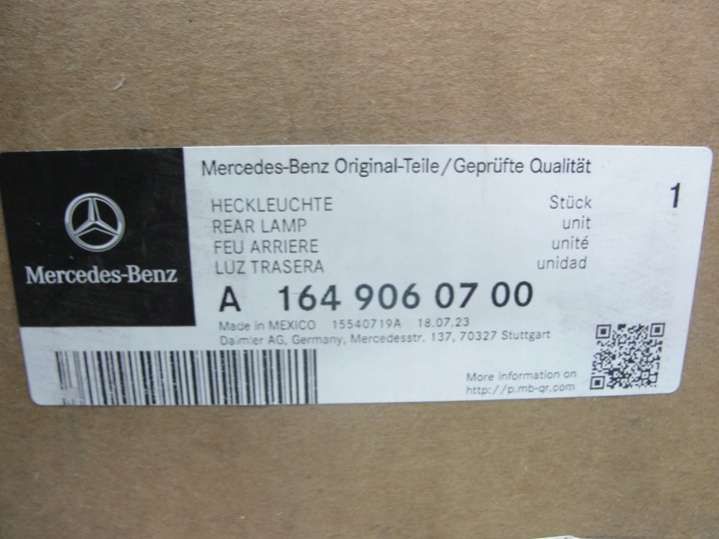 Mercedes-Benz Original-Teile/Geprüfte Qualität
HECKLEUCHTE Stück 1
REAR LAMP unit
FEU ARRIERE unité
LUZ TRASERA unidad
Mercedes-Benz
A 164 906 07 00
Made in MEXICO 15540719A 18.07.23
Daimler AG, Germany, Mercedesstr. 137, 70327 Stuttgart
More information on
http://p.mb-qr.com